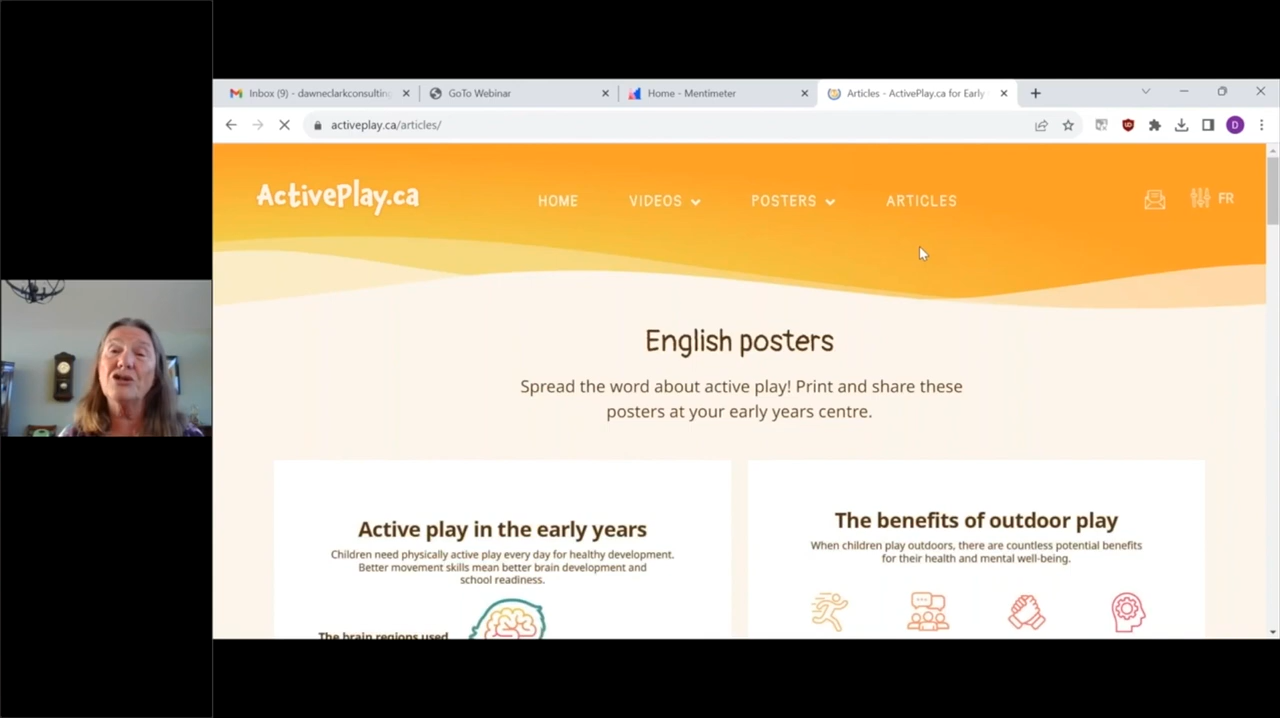 Inbox (9) - dawneclarkconsulting
GoTo Webinar
Home - Mentimeter
Articles - ActivePlay.ca for Early
activeplay.ca/articles/
D
ActivePlay.ca
HOME
VIDEOS
POSTERS
ARTICLES
FR
English posters
Spread the word about active play! Print and share these
posters at your early years centre.
Active play in the early years
Children need physically active play every day for healthy development.
Better movement skills mean better brain development and
school readiness.
The brain regions used
The benefits of outdoor play
When children play outdoors, there are countless potential benefits
for their health and mental well-being.